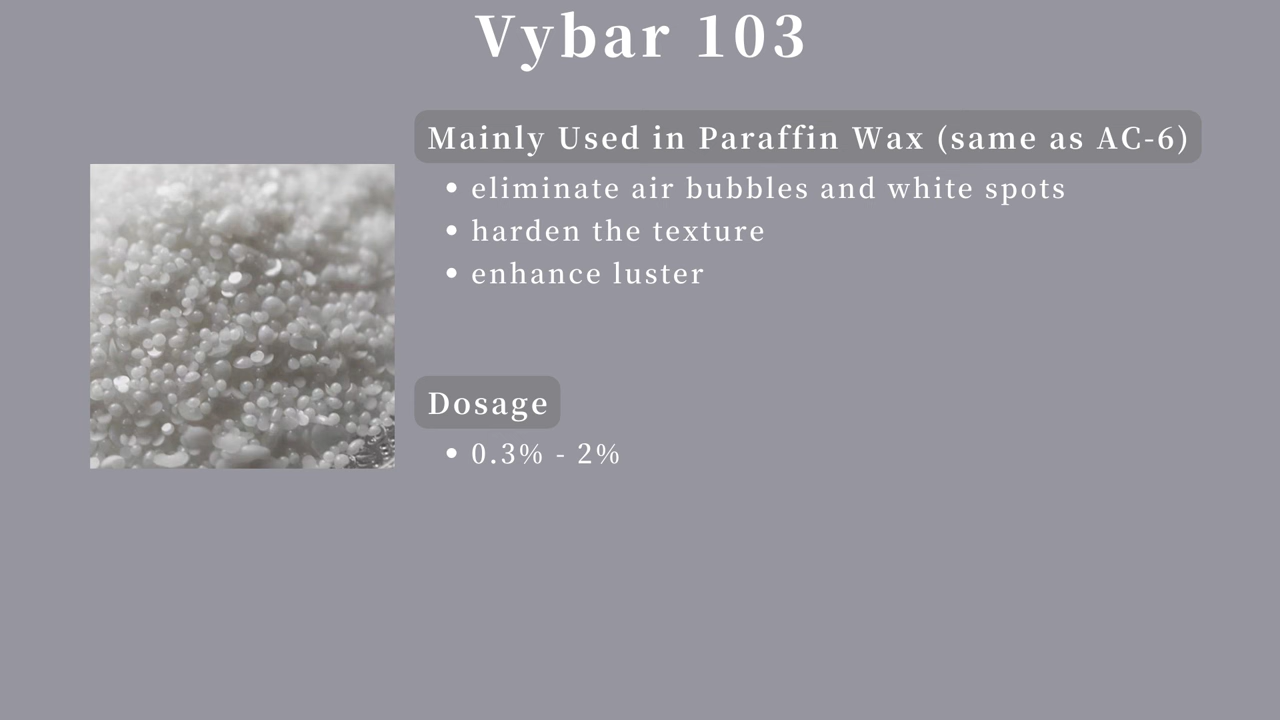 Vybar 103
Mainly Used in Paraffin Wax (same as AC-6)
• eliminate air bubbles and white spots
• harden the texture
• enhance luster
Dosage
• 0.3% - 2%